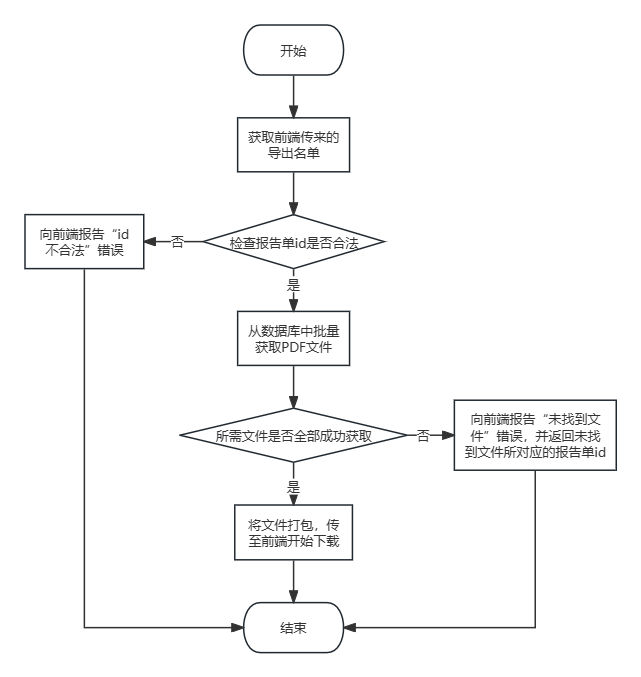 开始
获取前端传来的
导出名单
检查报告单id是否合法
否
向前端报告“id
不合法”错误
是
从数据库中批量
获取PDF文件
所需文件是否全部成功获取
否
向前端报告“未找到文
件”错误，并返回未找
到文件所对应的报告单id
是
将文件打包，传
至前端开始下载
结束